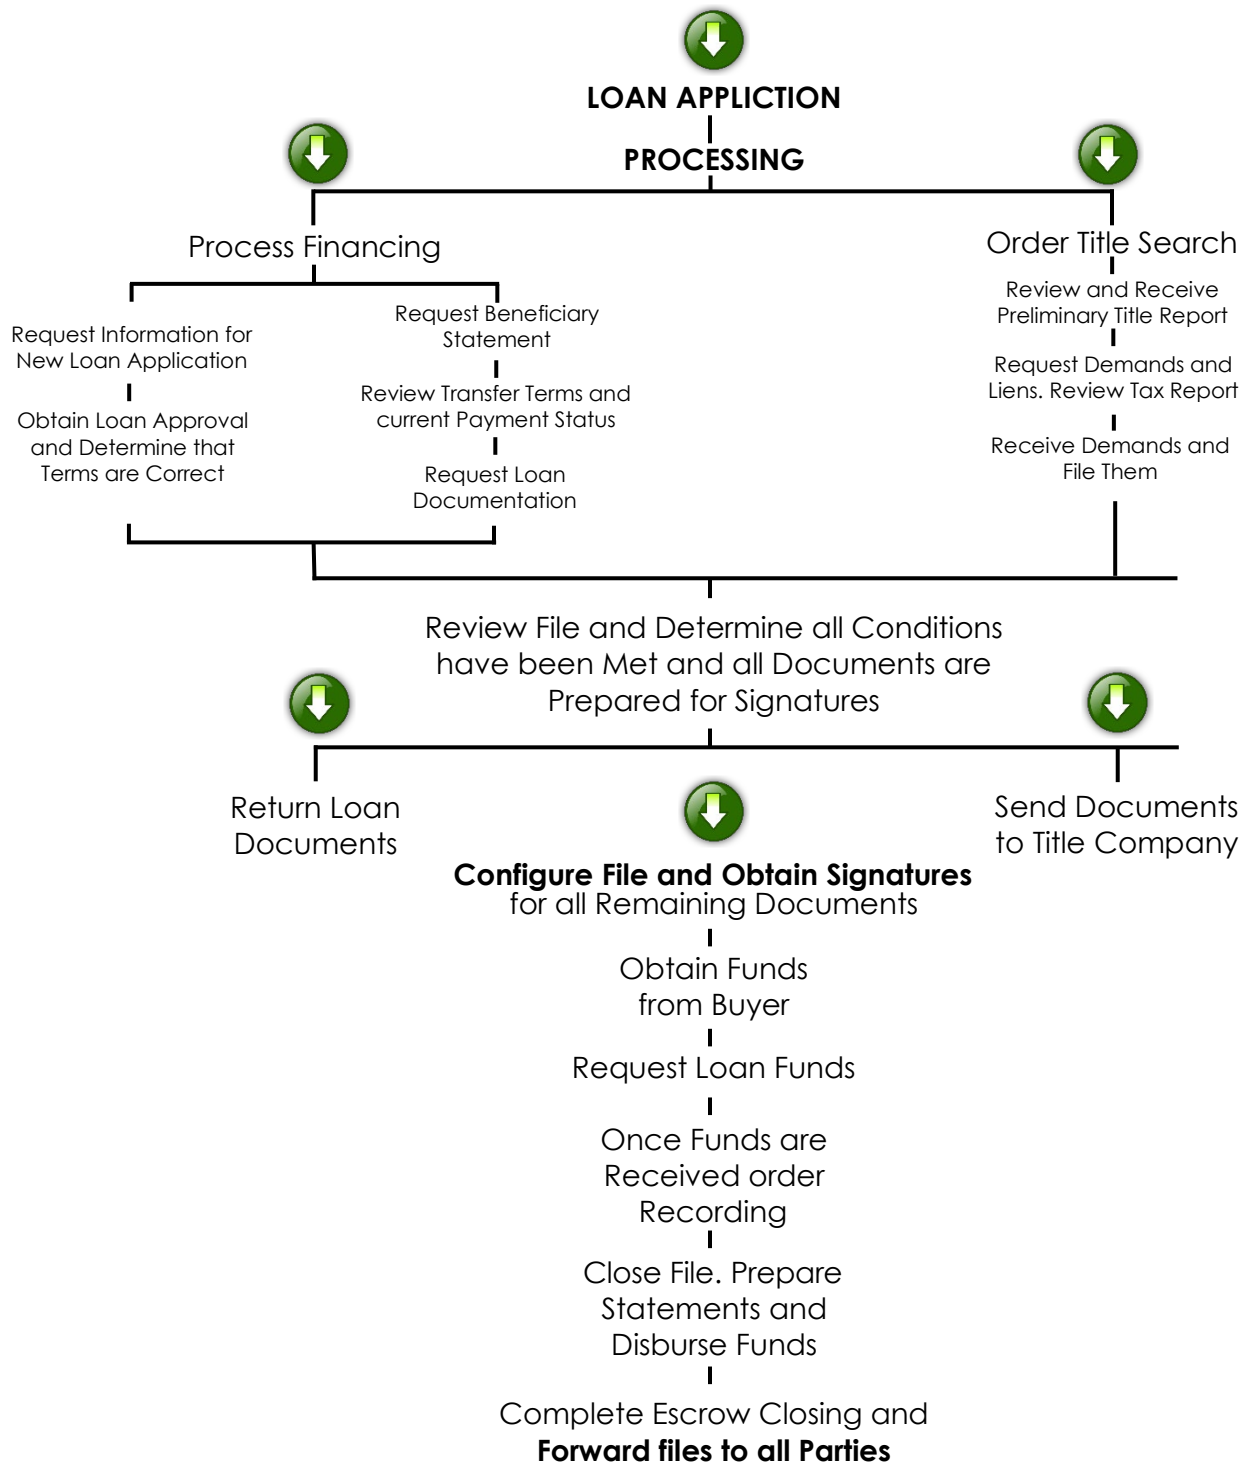 LOAN APPLICTION
PROCESSING
Process Financing
Request Information for
New Loan Application
Obtain Loan Approval
and Determine that
Terms are Correct
Request Beneficiary
Statement
Review Transfer Terms and
current Payment Status
Request Loan
Documentation
Order Title Search
Review and Receive
Preliminary Title Report
Request Demands and
Liens. Review Tax Report
Receive Demands and
File Them
Review File and Determine all Conditions
have been Met and all Documents are
Prepared for Signatures
Return Loan
Documents
Send Documents
to Title Company
Configure File and Obtain Signatures
for all Remaining Documents
Obtain Funds
from Buyer
Request Loan Funds
Once Funds are
Received order
Recording
Close File. Prepare
Statements and
Disburse Funds
Complete Escrow Closing and
Forward files to all Parties